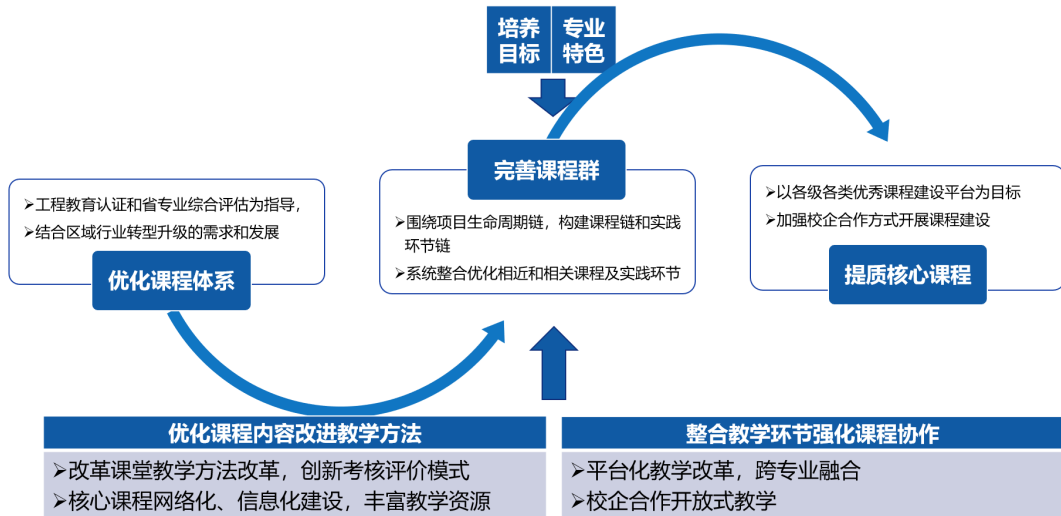 培养
目标
专业
特色
完善课程群
➢围绕项目生命周期链，构建课程链和实践
环节链
➢系统整合优化相近和相关课程及实践环节
➢工程教育认证和省专业综合评估为指导，
➢结合区域行业转型升级的需求和发展
优化课程体系
➢以各级各类优秀课程建设平台为目标
➢加强校企合作方式开展课程建设
提质核心课程
优化课程内容改进教学方法
➢改革课堂教学方法改革，创新考核评价模式
➢核心课程网络化、信息化建设，丰富教学资源
整合教学环节强化课程协作
➢平台化教学改革，跨专业融合
➢校企合作开放式教学